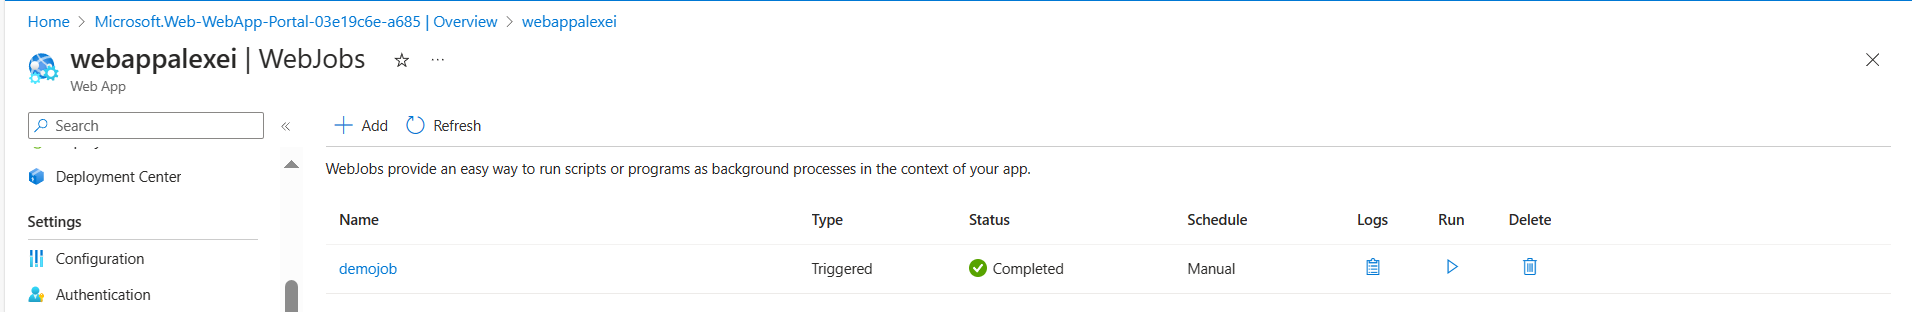 Home > Microsoft.Web-WebApp-Portal-03e19c6e-a685 | Overview > webappalexei
webappalexei | WebJobs ☆ ···
Web App
Search «
Add Refresh
WebJobs provide an easy way to run scripts or programs as background processes in the context of your app.
Deployment Center
Settings
Configuration
Authentication
Name Type Status Schedule Logs Run Delete
demojob Triggered Completed Manual